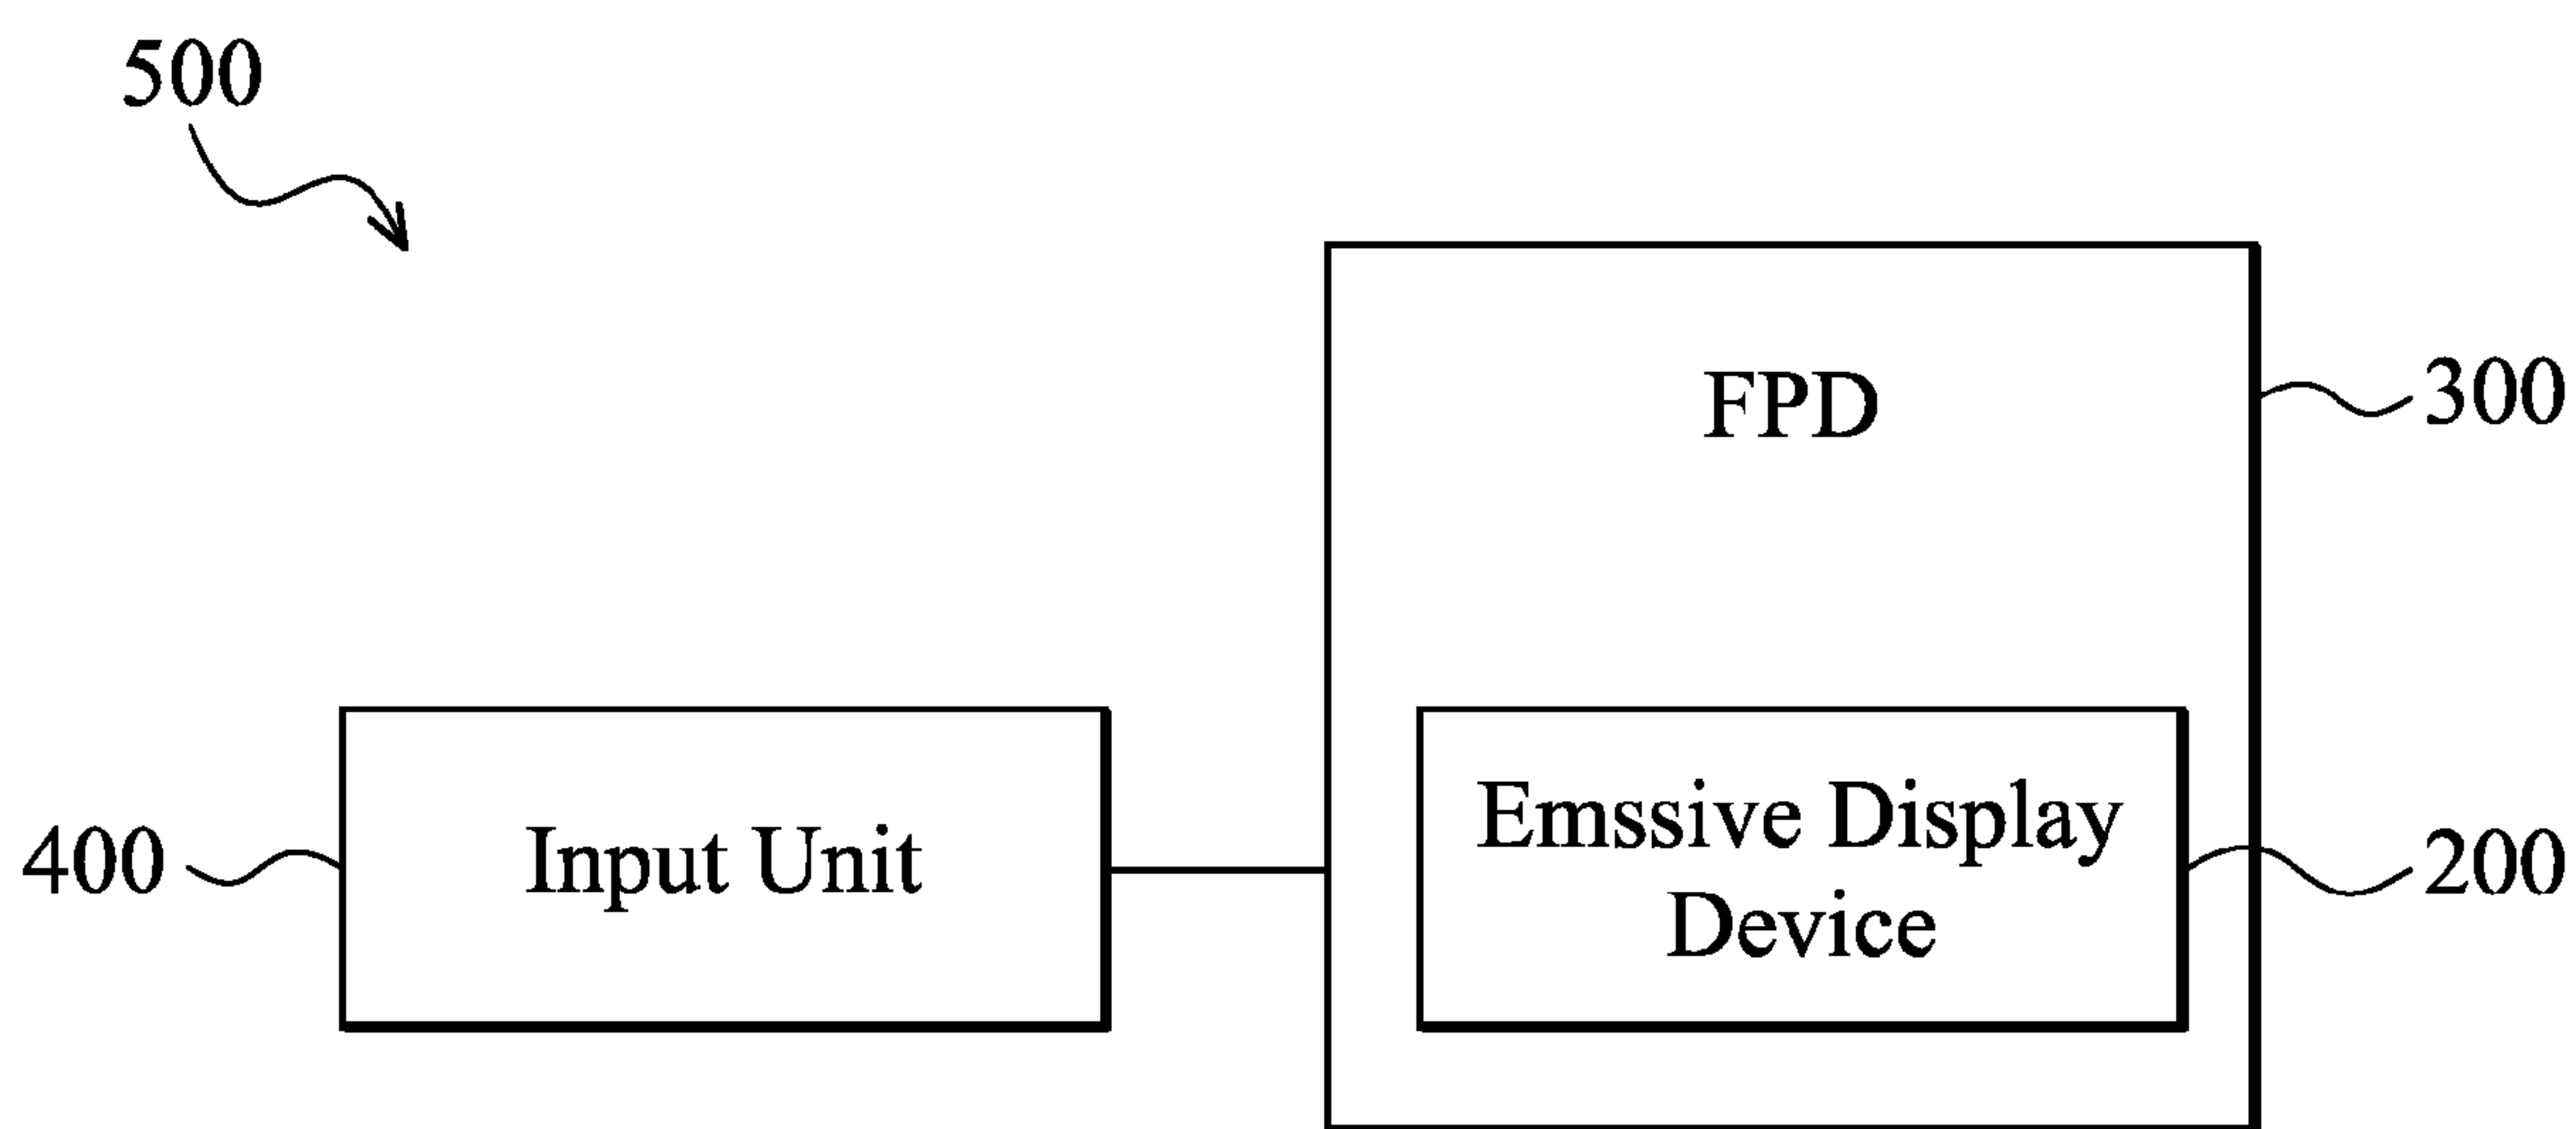 500
FPD
300
Emssive Display
Device
Input Unit
400
200